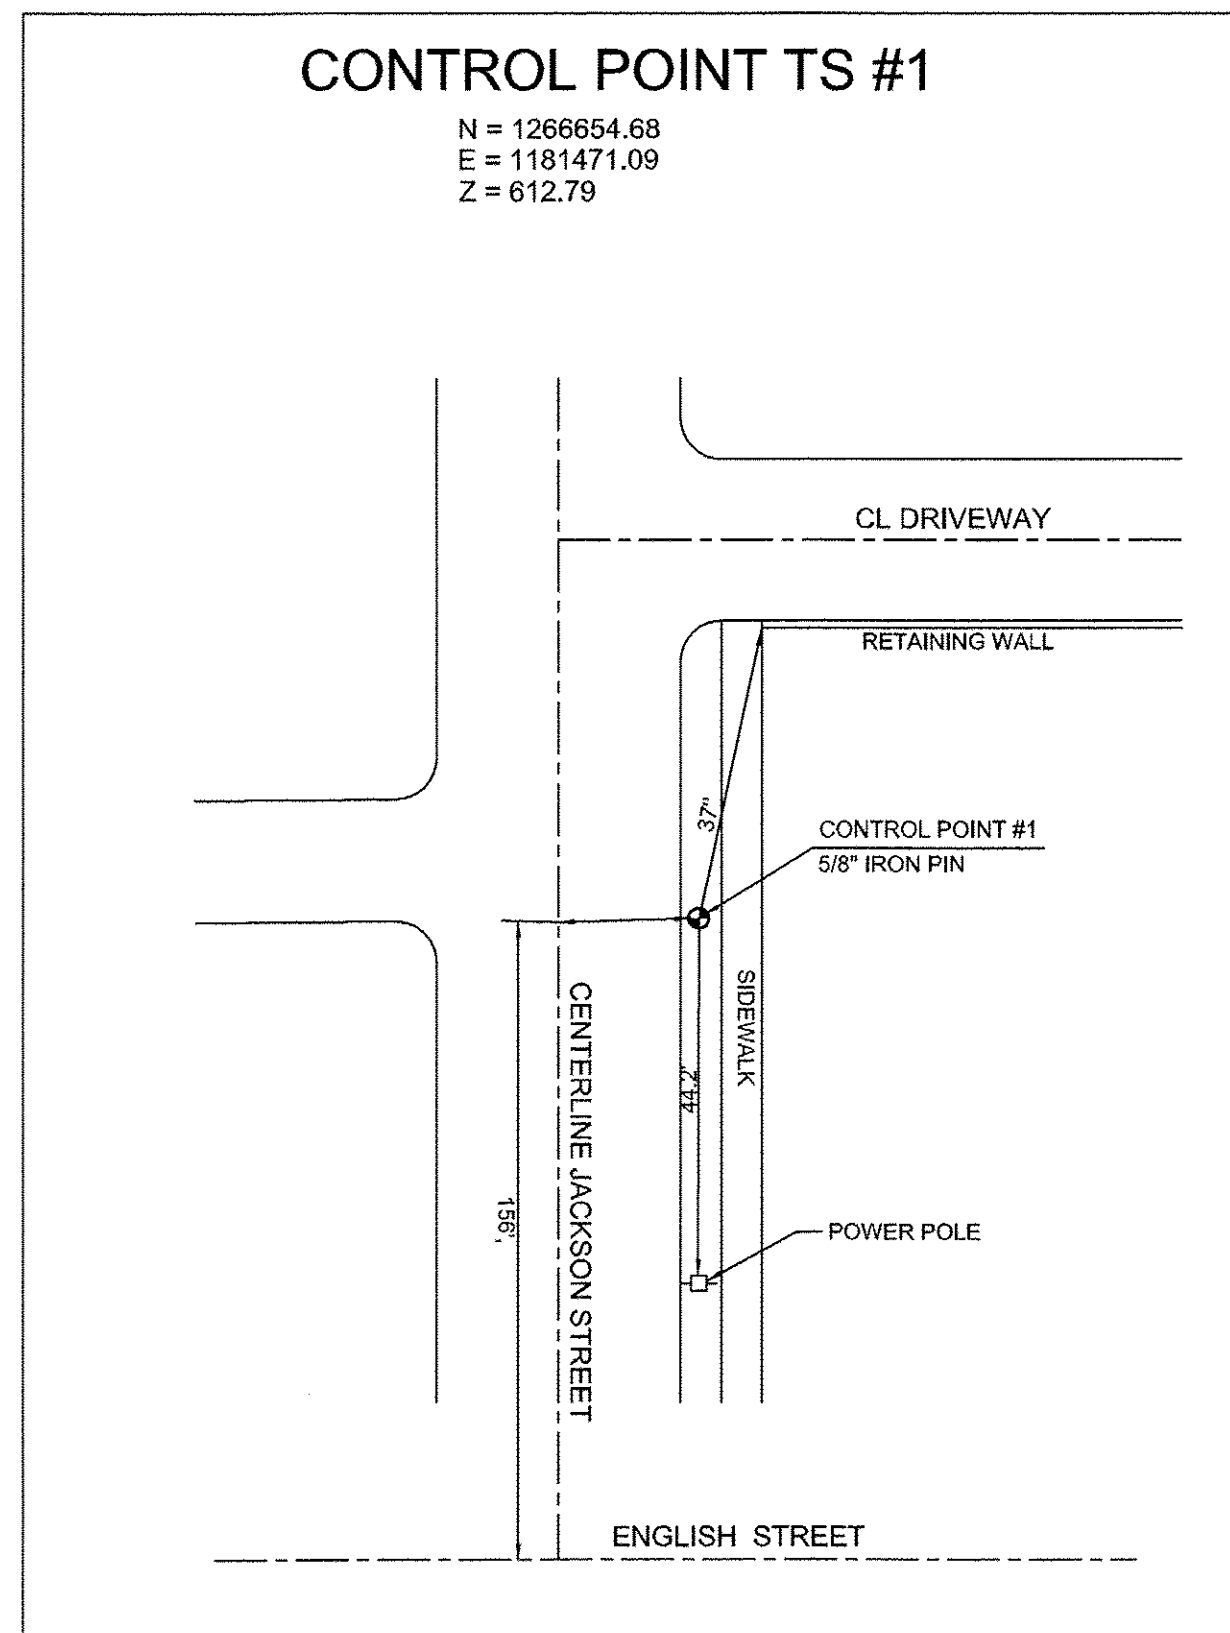 CONTROL POINT TS #1
N = 1266654.68
E = 1181471.09
Z = 612.79
CL DRIVEWAY
RETAINING WALL
37"
CONTROL POINT #1
5/8" IRON PIN
SIDEWALK
CENTERLINE JACKSON STREET
44.2'
156',
POWER POLE
ENGLISH STREET